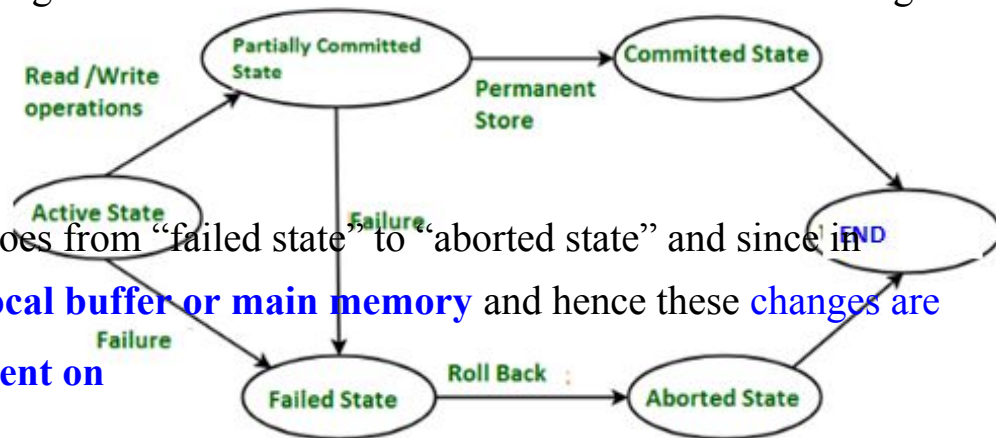 Partially Committed
State
Committed State
Read /Write
operations
Permanent
Store
Active State
Failure
oes from “failed state” to “aborted state” and since in
END
ocal buffer or main memory and hence these changes are
Failure
ent on
Roll Back :
Failed State
Aborted State